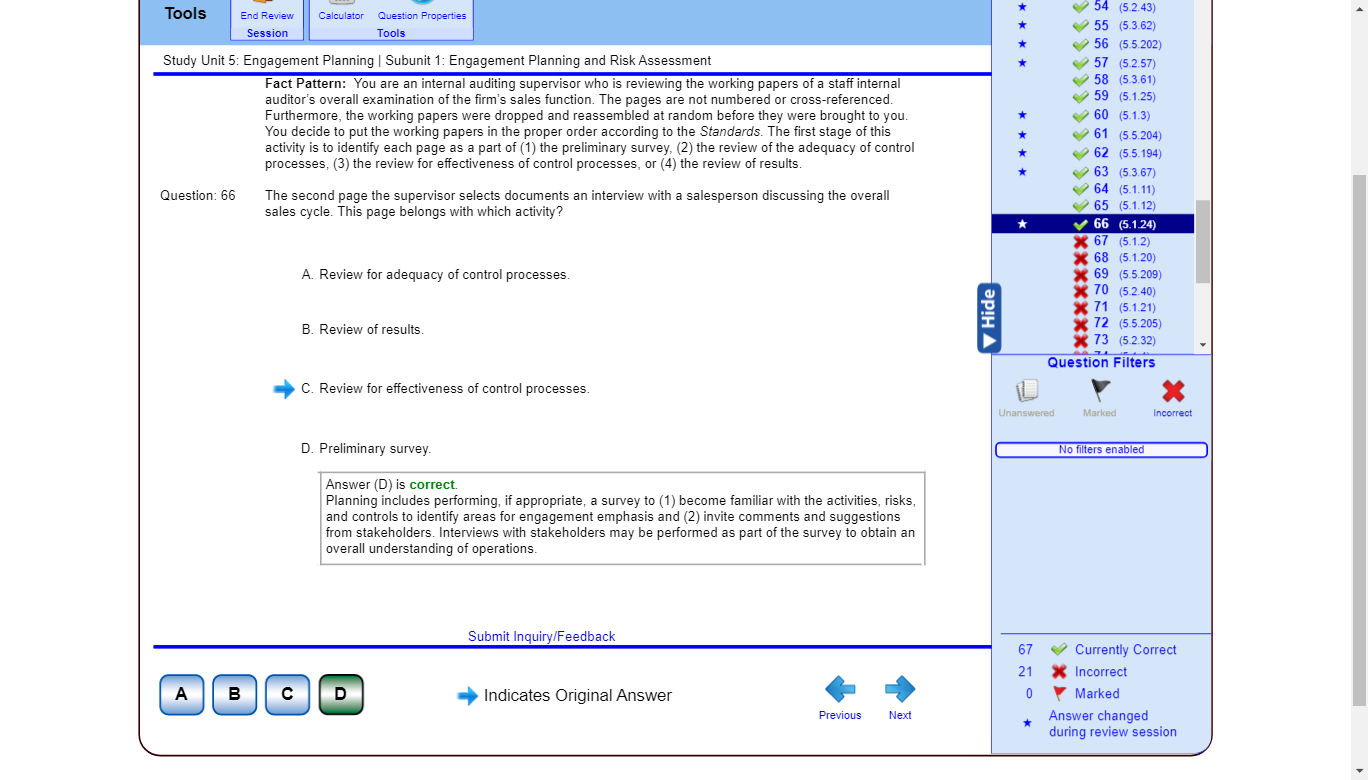 Tools
End Review
Session
Calculator Question Properties
Tools
Study Unit 5: Engagement Planning | Subunit 1: Engagement Planning and Risk Assessment
Fact Pattern: You are an internal auditing supervisor who is reviewing the working papers of a staff internal
auditor's overall examination of the firm's sales function. The pages are not numbered or cross-referenced.
Furthermore, the working papers were dropped and reassembled at random before they were brought to you.
You decide to put the working papers in the proper order according to the Standards. The first stage of this
activity is to identify each page as a part of (1) the preliminary survey, (2) the review of the adequacy of control
processes, (3) the review for effectiveness of control processes, or (4) the review of results.
Question: 66 The second page the supervisor selects documents an interview with a salesperson discussing the overall
sales cycle. This page belongs with which activity?
A. Review for adequacy of control processes.
B. Review of results.
C. Review for effectiveness of control processes.
D. Preliminary survey.
Answer (D) is correct.
Planning includes performing, if appropriate, a survey to (1) become familiar with the activities, risks,
and controls to identify areas for engagement emphasis and (2) invite comments and suggestions
from stakeholders. Interviews with stakeholders may be performed as part of the survey to obtain an
overall understanding of operations.
Submit Inquiry/Feedback
A B C D
Indicates Original Answer
Previous Next
54 (5.2.43)
55 (5.3.62)
56 (5.5.202)
57 (5.2.57)
58 (5.3.61)
59 (5.1.25)
60 (5.1.3)
61 (5.5.204)
62 (5.5.194)
63 (5.3.67)
64 (5.1.11)
65 (5.1.12)
66 (5.1.24)
67 (5.1.2)
68 (5.1.20)
69 (5.5.209)
70 (5.2.40)
71 (5.1.21)
72 (5.5.205)
73 (5.2.32)
Hide
Question Filters
Unanswered Marked Incorrect
No filters enabled
67 Currently Correct
21 Incorrect
0 Marked
Answer changed
during review session